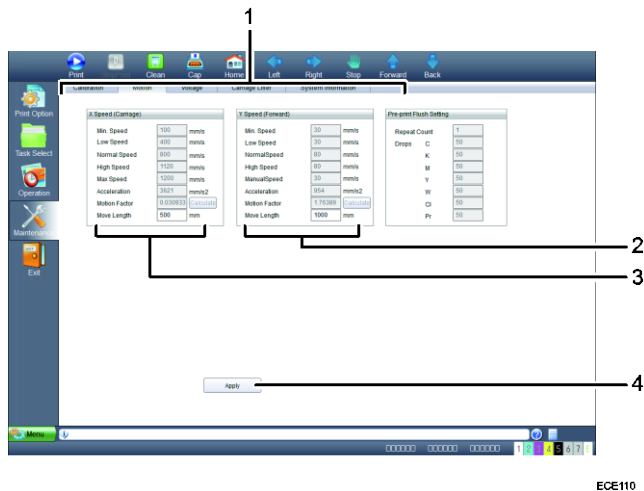 1
Print
Clean
Cap
Home
Left
Right
Stop
Forward
Back
Calibration Motion Voltage Carriage Liner System Information
Print Option
Task Select
Operation
Maintenance
Exit
X Speed (Carriage)
Min. Speed 100 mm/s
Low Speed 400 mm/s
Normal Speed 800 mm/s
High Speed 1120 mm/s
Max Speed 1200 mm/s
Acceleration 3621 mm/s2
Motion Factor 0.030933 Calculate
Move Length 500 mm
Y Speed (Forward)
Min. Speed 30 mm/s
Low Speed 30 mm/s
NormalSpeed 80 mm/s
High Speed 80 mm/s
ManualSpeed 30 mm/s
Acceleration 954 mm/s2
Motion Factor 1.76389 Calculate
Move Length 1000 mm
Pre-print Flush Setting
Repeat Count 1
Drops C 50
K 50
M 50
Y 50
W 50
Cl 50
Pr 50
2
3
Apply
4
Menu
1 2 3 4 5 6 7
ECE110